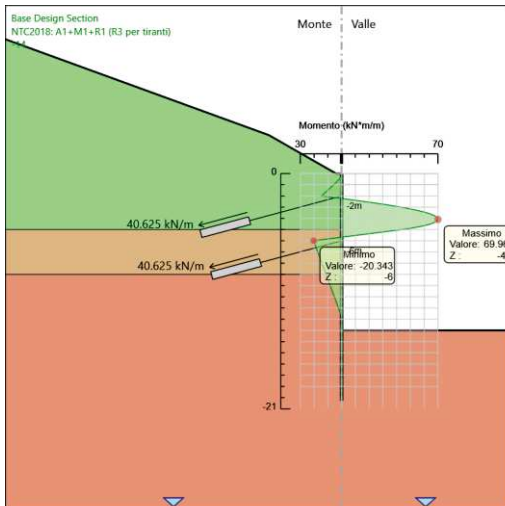 Base Design Section
NTC2018: A1+M1+R1 (R3 per tiranti)
Monte
Valle
Momento (kN*m/m)
30
70
0
-2m
40.625 kN/m
Massimo
Valore: 69.96
Z : -4
Minimo
Valore: -20.343
Z : -6
40.625 kN/m
-21